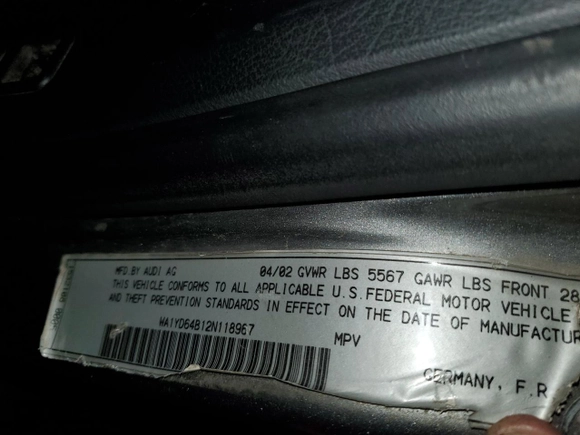 MFD.BY AUDI AG 04/02 GVWR LBS 5567 GAWR LBS FRONT 28
THIS VEHICLE CONFORMS TO ALL APPLICABLE U.S.FEDERAL MOTOR VEHICLE
AND THEFT PREVENTION STANDARDS IN EFFECT ON THE DATE OF MANUFACTUR
WA1YD64B12N118967 MPV
GERMANY, F.R